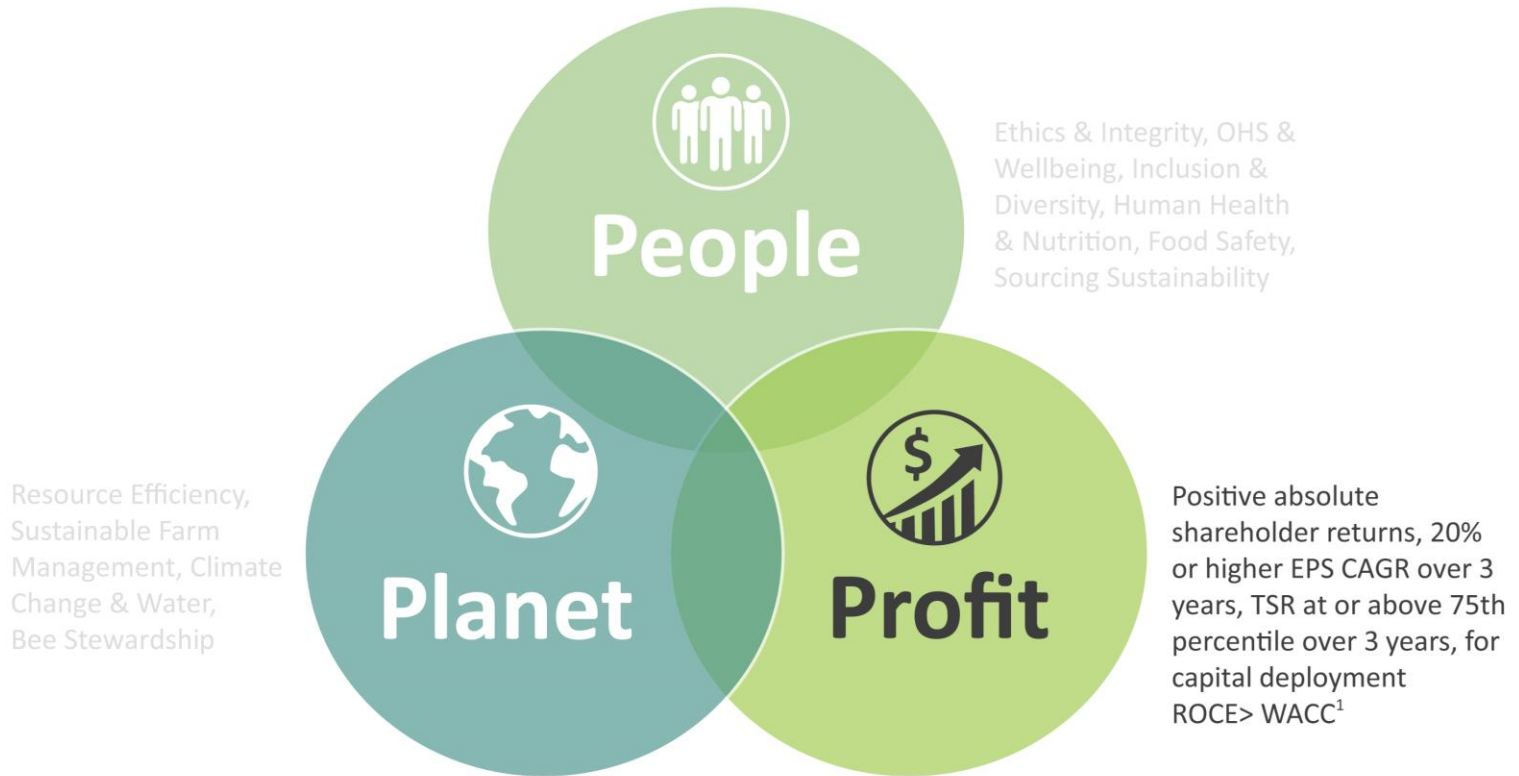 People
Ethics & Integrity, OHS &
Wellbeing, Inclusion &
Diversity, Human Health
& Nutrition, Food Safety,
Sourcing Sustainability
Resource Efficiency,
Sustainable Farm
Management, Climate
Change & Water,
Bee Stewardship
Planet
$
Profit
Positive absolute
shareholder returns, 20%
or higher EPS CAGR over 3
years, TSR at or above 75th
percentile over 3 years, for
capital deployment
ROCE> WACC¹